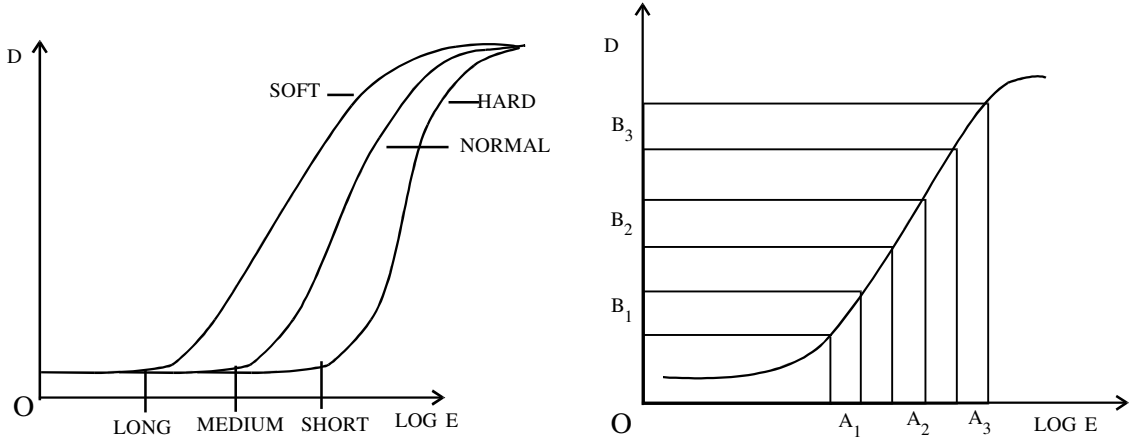 D
SOFT
HARD
NORMAL
O
LONG
MEDIUM
SHORT
LOG E
D
B3
B2
B1
O
A1
A2
A3
LOG E